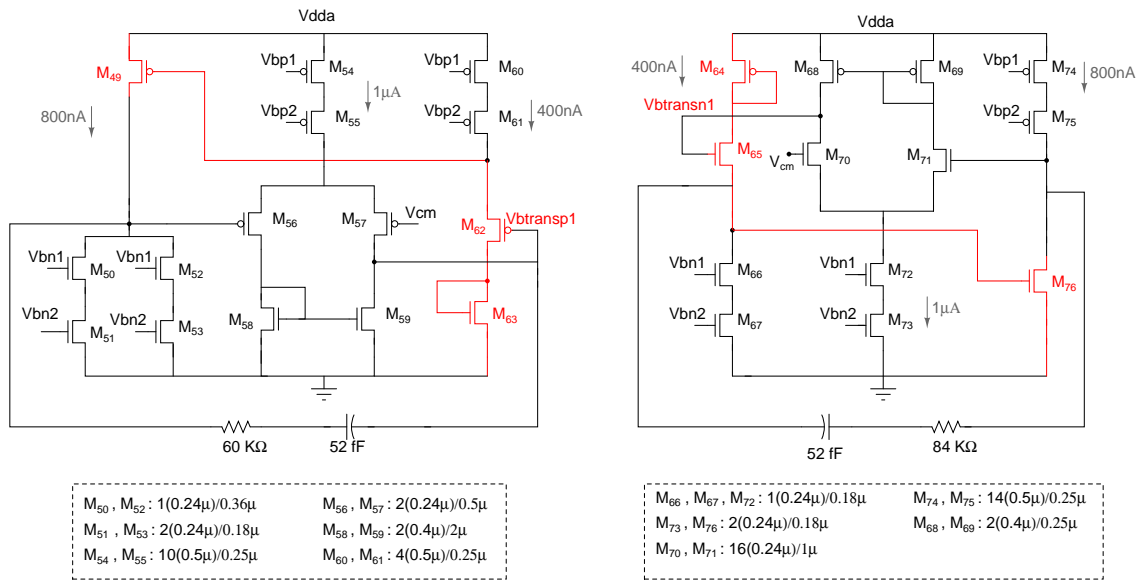 Vdda
M49
Vbp1
M54
Vbp1
M60
1μA
Vbp2
M55
Vbp2
M61
400nA
800nA
M56
M57
Vcm
M62
Vbtransp1
Vbn1
M50
Vbn1
M52
Vbn2
M51
Vbn2
M53
M58
M59
M63
60 KΩ
52 fF
M50 , M52 : 1(0.24μ)/0.36μ
M56 , M57 : 2(0.24μ)/0.5μ
M51 , M53 : 2(0.24μ)/0.18μ
M58 , M59 : 2(0.4μ)/2μ
M54 , M55 : 10(0.5μ)/0.25μ
M60 , M61 : 4(0.5μ)/0.25μ
Vdda
400nA
M64
M68
M69
Vbp1
M74
800nA
Vbtransn1
Vbp2
M75
M65
Vcm
M70
M71
Vbn1
M66
Vbn1
M72
M76
Vbn2
M67
Vbn2
M73
1μA
52 fF
84 KΩ
M66 , M67 , M72 : 1(0.24μ)/0.18μ
M74 , M75 : 14(0.5μ)/0.25μ
M73 , M76 : 2(0.24μ)/0.18μ
M68 , M69 : 2(0.4μ)/0.25μ
M70 , M71 : 16(0.24μ)/1μ